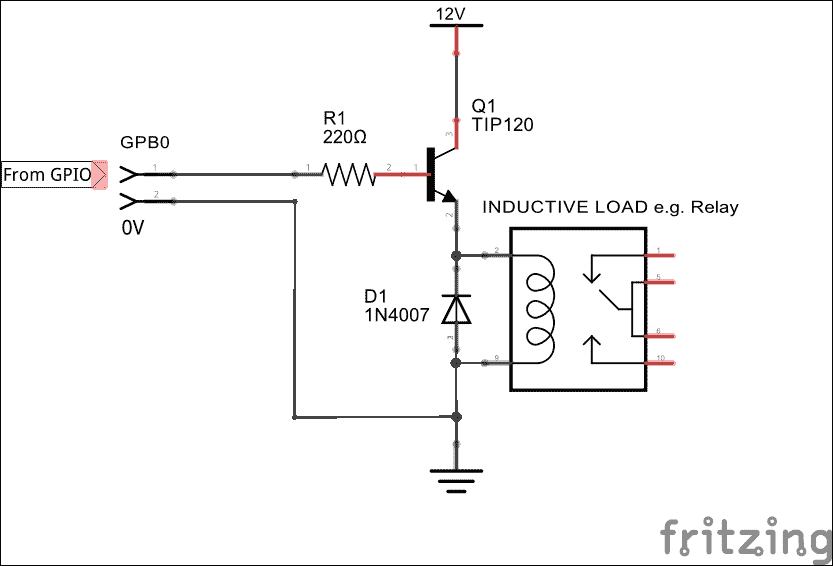 12V
Q1
TIP120
3
R1
220Ω
GPB0
From GPIO
1
1
2
1
2
0V
2
INDUCTIVE LOAD e.g. Relay
2
1
5
D1
1N4007
3
6
9
10
fritzing